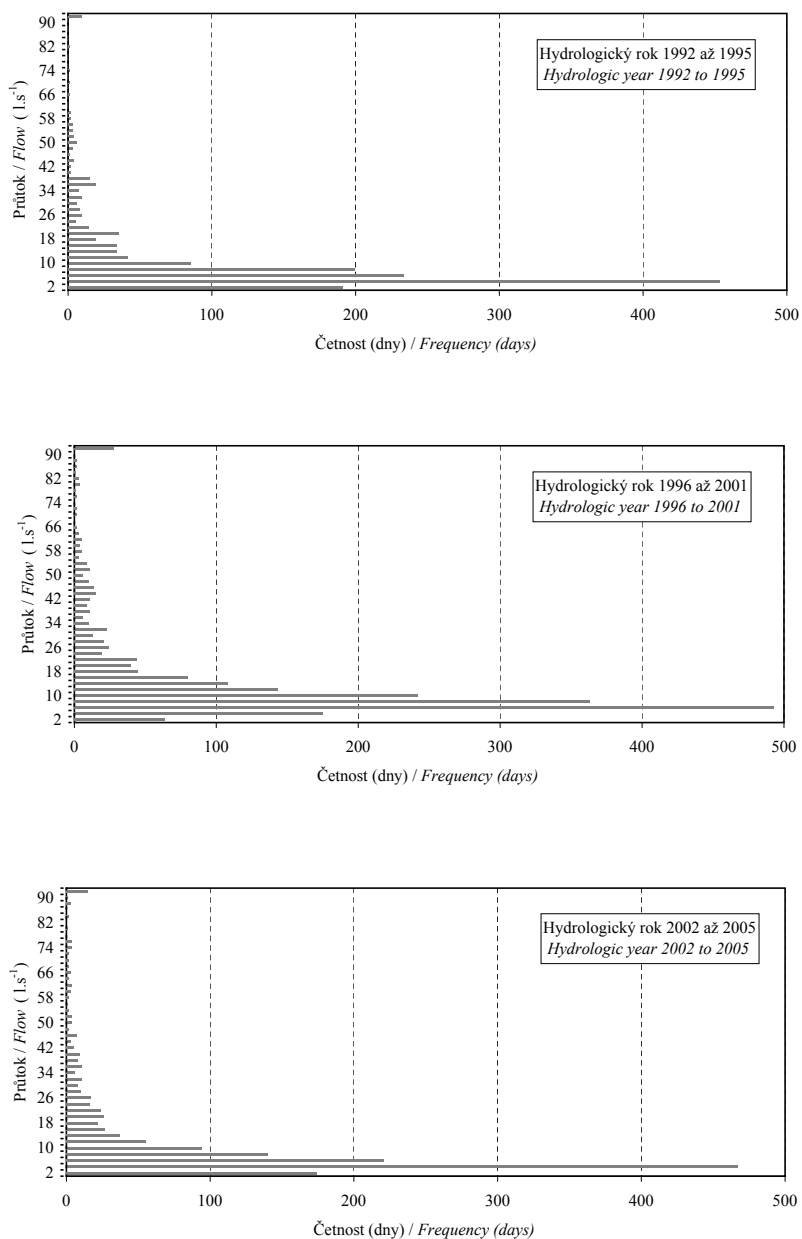 Hydrologický rok 1992 až 1995
Hydrologic year 1992 to 1995
Průtok / Flow ( l.s⁻¹)
90
82
74
66
58
50
42
34
26
18
10
2
0 100 200 300 400 500
Četnost (dny) / Frequency (days)
Hydrologický rok 1996 až 2001
Hydrologic year 1996 to 2001
Průtok / Flow ( l.s⁻¹)
90
82
74
66
58
50
42
34
26
18
10
2
0 100 200 300 400 500
Četnost (dny) / Frequency (days)
Hydrologický rok 2002 až 2005
Hydrologic year 2002 to 2005
Průtok / Flow ( l.s⁻¹)
90
82
74
66
58
50
42
34
26
18
10
2
0 100 200 300 400 500
Četnost (dny) / Frequency (days)